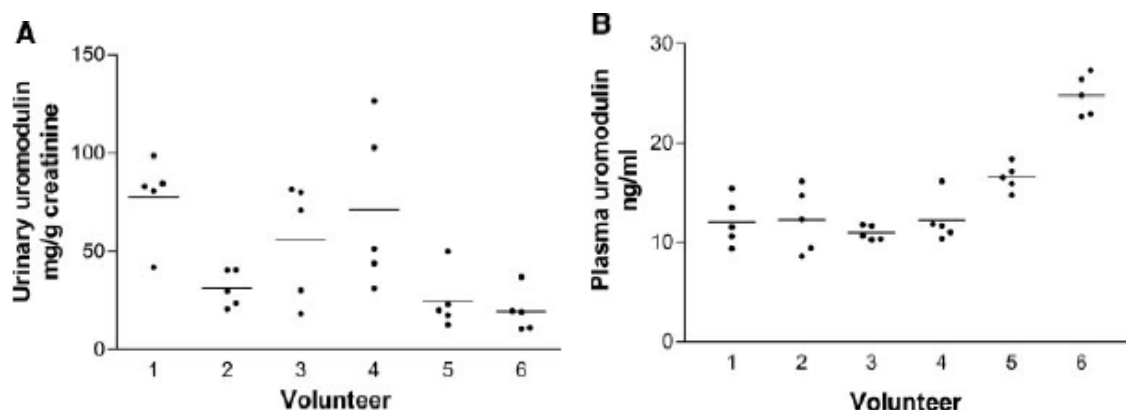 A
Urinary uromodulin
mg/g creatinine
150
100
50
0
1 2 3 4 5 6
Volunteer
B
Plasma uromodulin
ng/ml
30
20
10
0
1 2 3 4 5 6
Volunteer